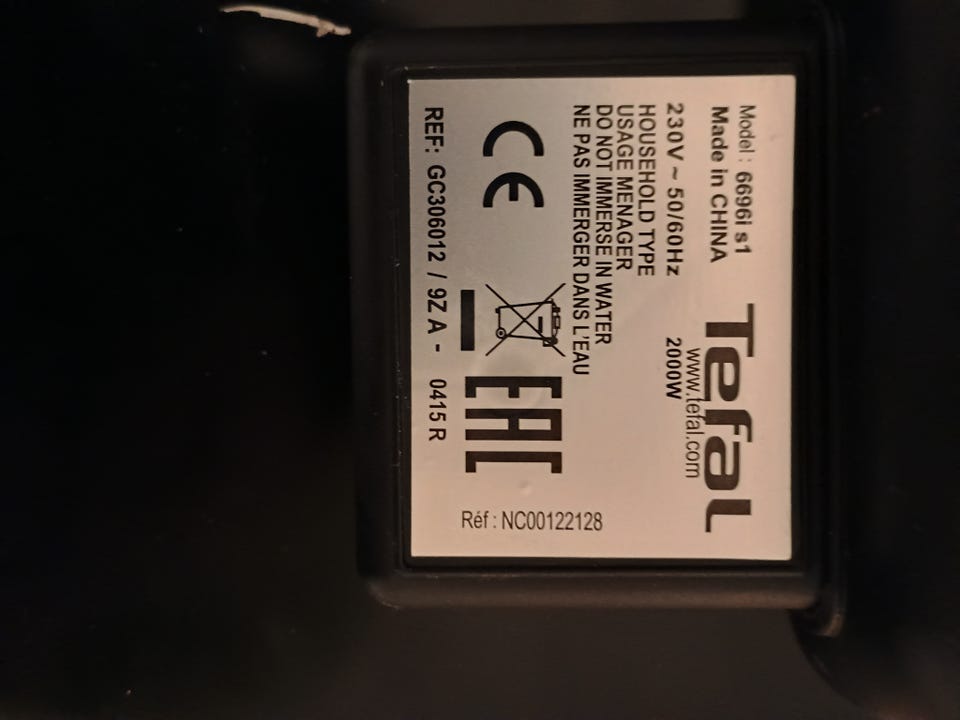 Model : 6696i s1
Made in CHINA
Tefal
www.tefal.com
230V ~ 50/60Hz 2000W
HOUSEHOLD TYPE
USAGE MENAGER
DO NOT IMMERSE IN WATER
NE PAS IMMERGER DANS L'EAU
CE
EAC
REF: GC306012 / 9Z A - 0415 R
Réf : NC00122128